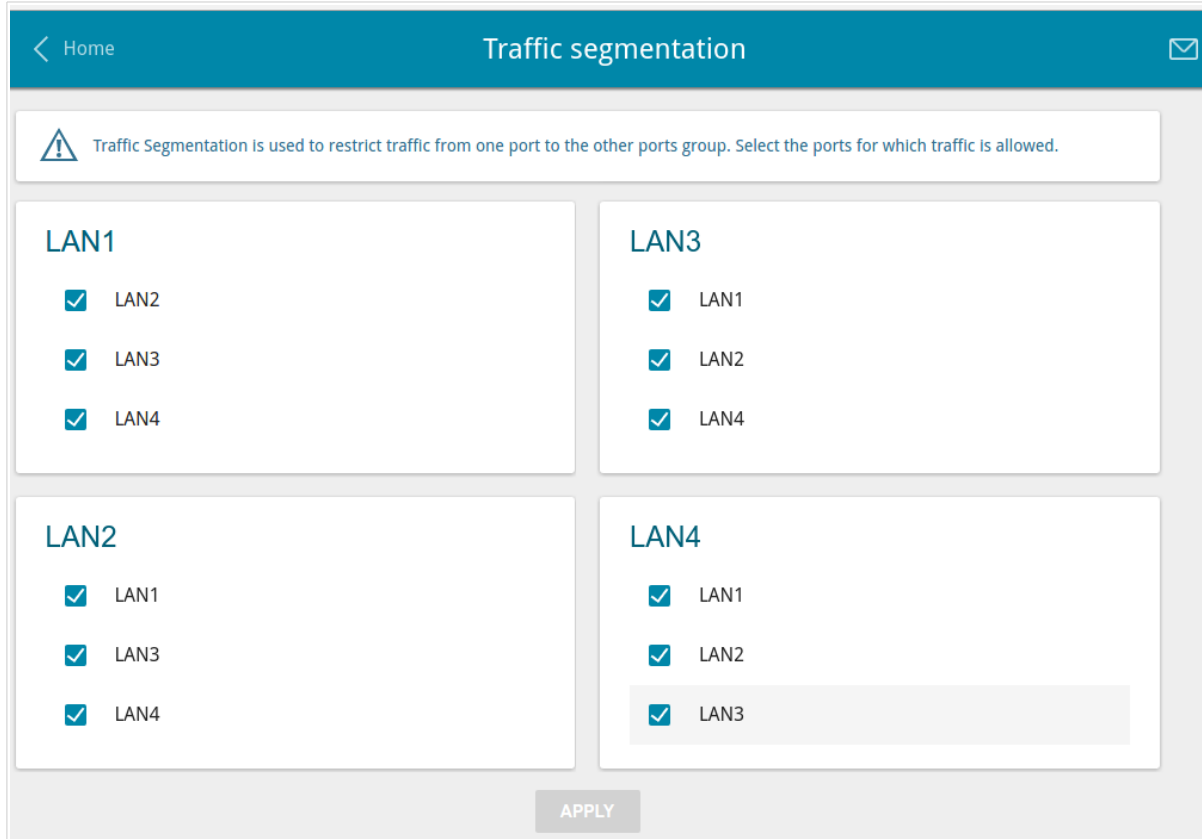 Home
Traffic segmentation
Traffic Segmentation is used to restrict traffic from one port to the other ports group. Select the ports for which traffic is allowed.
LAN1
LAN2
LAN3
LAN4
LAN3
LAN1
LAN2
LAN4
LAN2
LAN1
LAN3
LAN4
LAN4
LAN1
LAN2
LAN3
APPLY